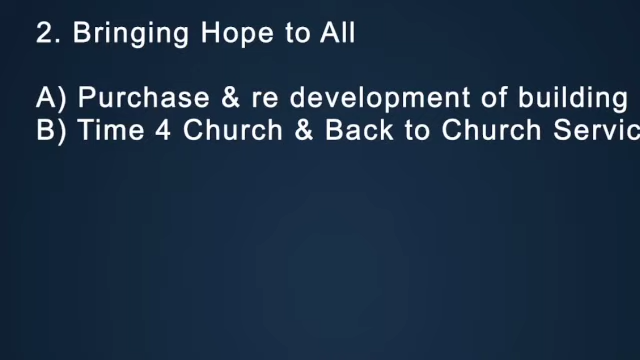 2. Bringing Hope to All
A) Purchase & re development of building
B) Time 4 Church & Back to Church Servic